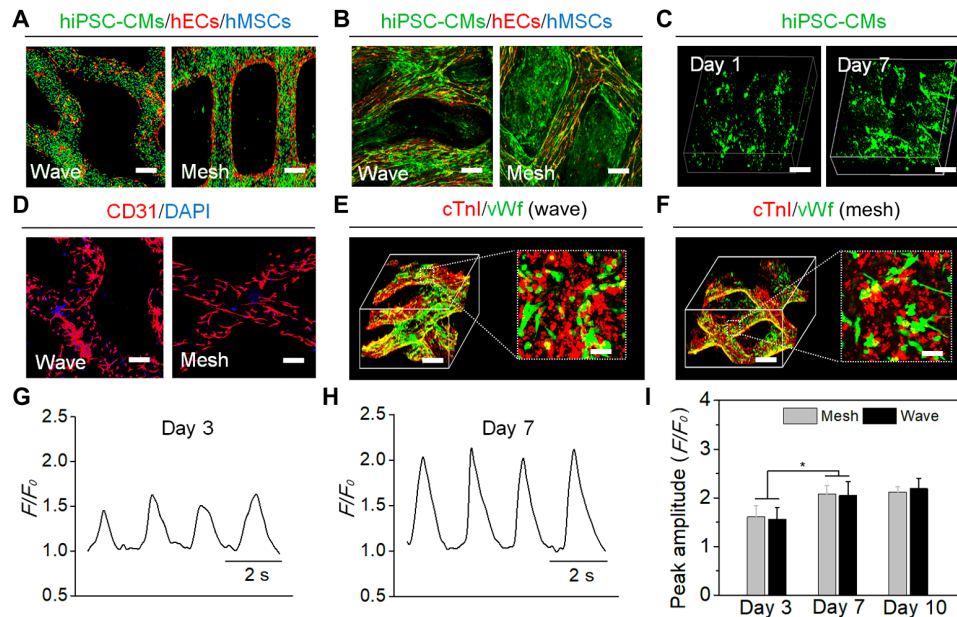 A
hiPSC-CMs/hECs/hMSCs
Wave
Mesh
B
hiPSC-CMs/hECs/hMSCs
Wave
Mesh
C
hiPSC-CMs
Day 1
Day 7
D
CD31/DAPI
Wave
Mesh
E
cTnI/vWf (wave)
F
cTnI/vWf (mesh)
G
Day 3
F/F0
2.5
2.0
1.5
1.0
0.5
2 s
H
Day 7
F/F0
2.5
2.0
1.5
1.0
0.5
2 s
I
Peak amplitude (F/F0)
4
3
2
1
0
Mesh
Wave
*
Day 3
Day 7
Day 10